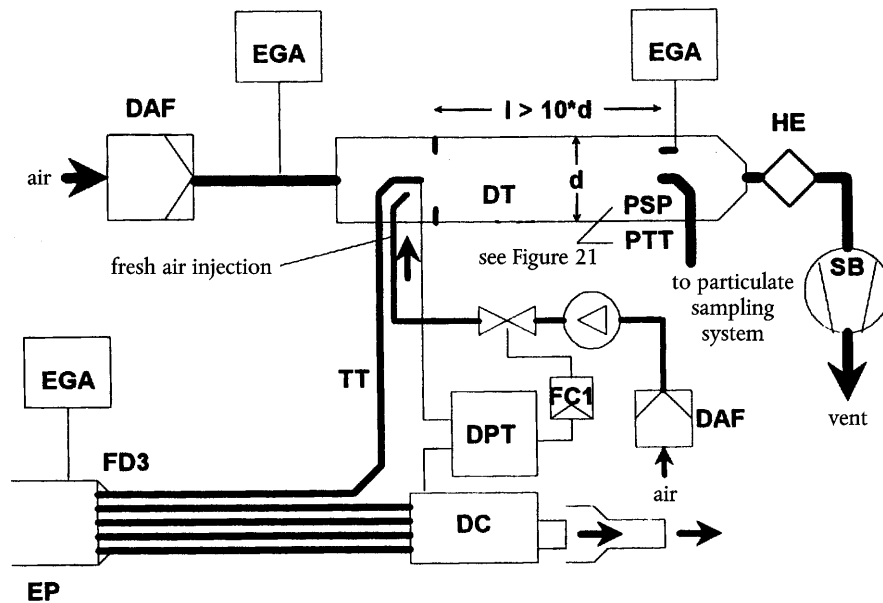 EGA
EGA
DAF
l > 10*d
HE
air
d
DT
PSP
PTT
fresh air injection
see Figure 21
to particulate
sampling
system
SB
EGA
TT
FC1
DPT
DAF
vent
FD3
air
DC
EP